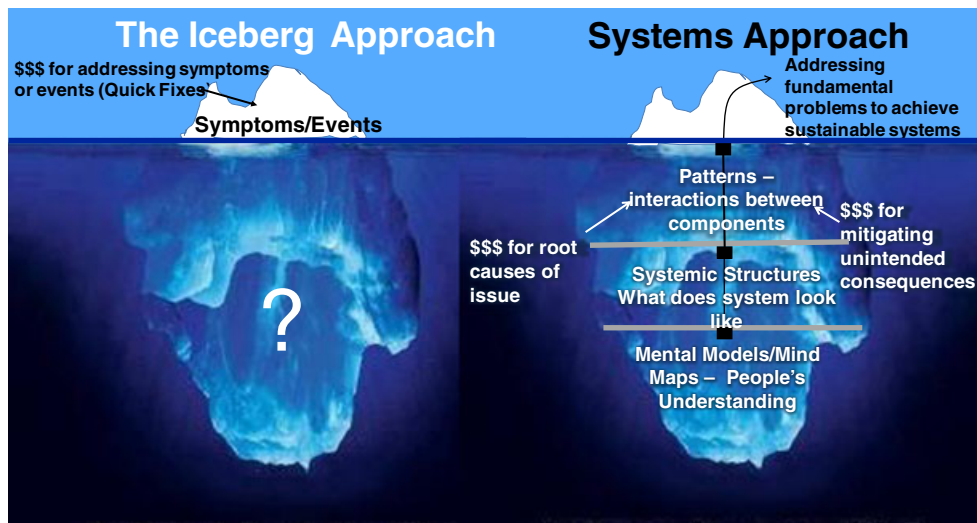 The Iceberg Approach
$$$ for addressing symptoms
or events (Quick Fixes)
Symptoms/Events
?
Systems Approach
Addressing
fundamental
problems to achieve
sustainable systems
Patterns –
interactions between
components
$$$ for root
causes of
issue
$$$ for
mitigating
unintended
consequences
Systemic Structures
What does system look
like
Mental Models/Mind
Maps – People's
Understanding